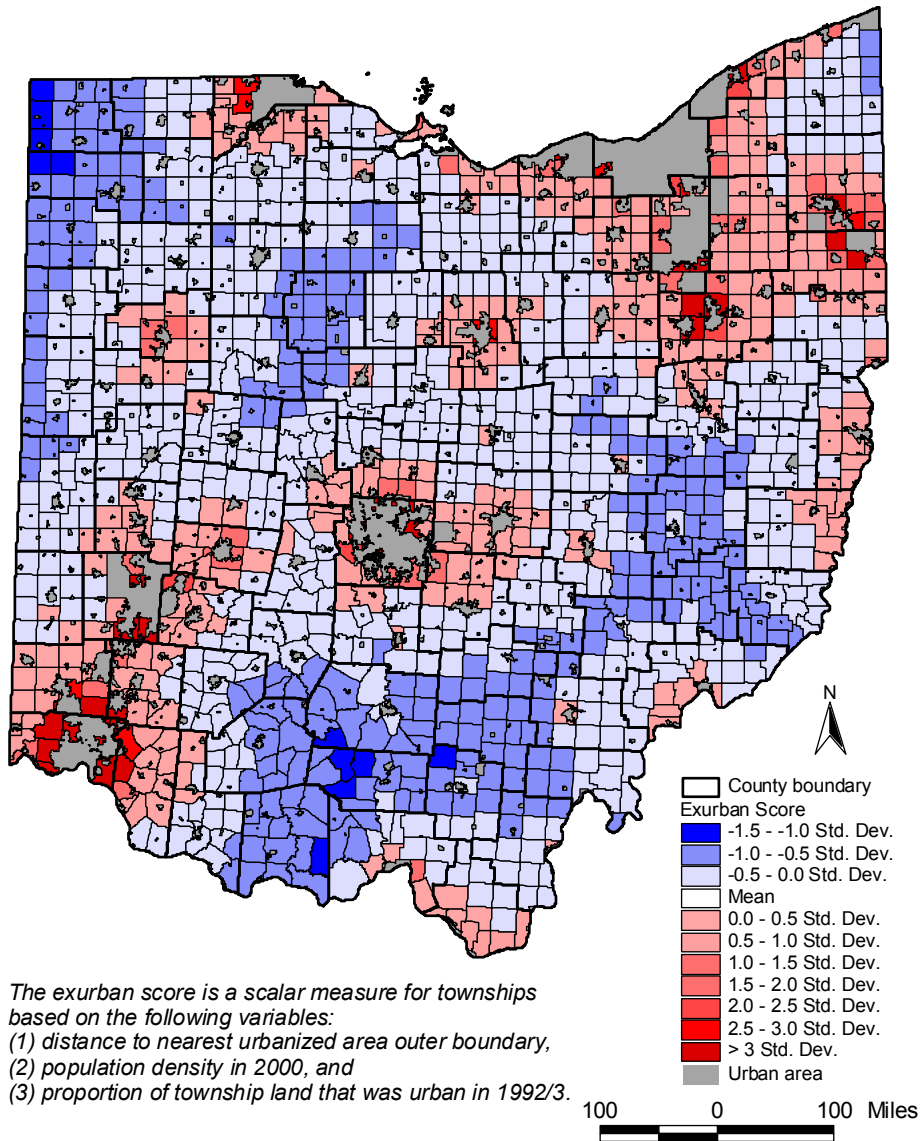 N
County boundary
Exurban Score
-1.5 - -1.0 Std. Dev.
-1.0 - -0.5 Std. Dev.
-0.5 - 0.0 Std. Dev.
Mean
0.0 - 0.5 Std. Dev.
0.5 - 1.0 Std. Dev.
1.0 - 1.5 Std. Dev.
1.5 - 2.0 Std. Dev.
2.0 - 2.5 Std. Dev.
2.5 - 3.0 Std. Dev.
> 3 Std. Dev.
Urban area
The exurban score is a scalar measure for townships
based on the following variables:
(1) distance to nearest urbanized area outer boundary,
(2) population density in 2000, and
(3) proportion of township land that was urban in 1992/3.
100 0 100 Miles